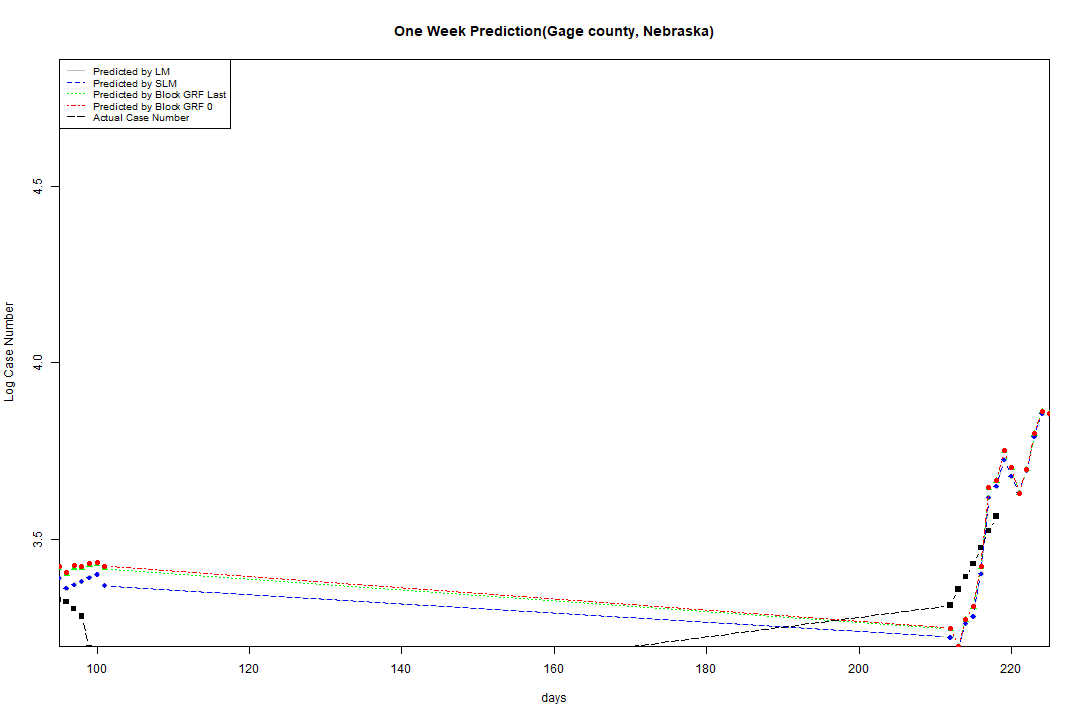 One Week Prediction(Gage county, Nebraska)
Predicted by LM
Predicted by SLM
Predicted by Block GRF Last
Predicted by Block GRF 0
Actual Case Number
4.5
4.0
3.5
Log Case Number
100 120 140 160 180 200 220
days